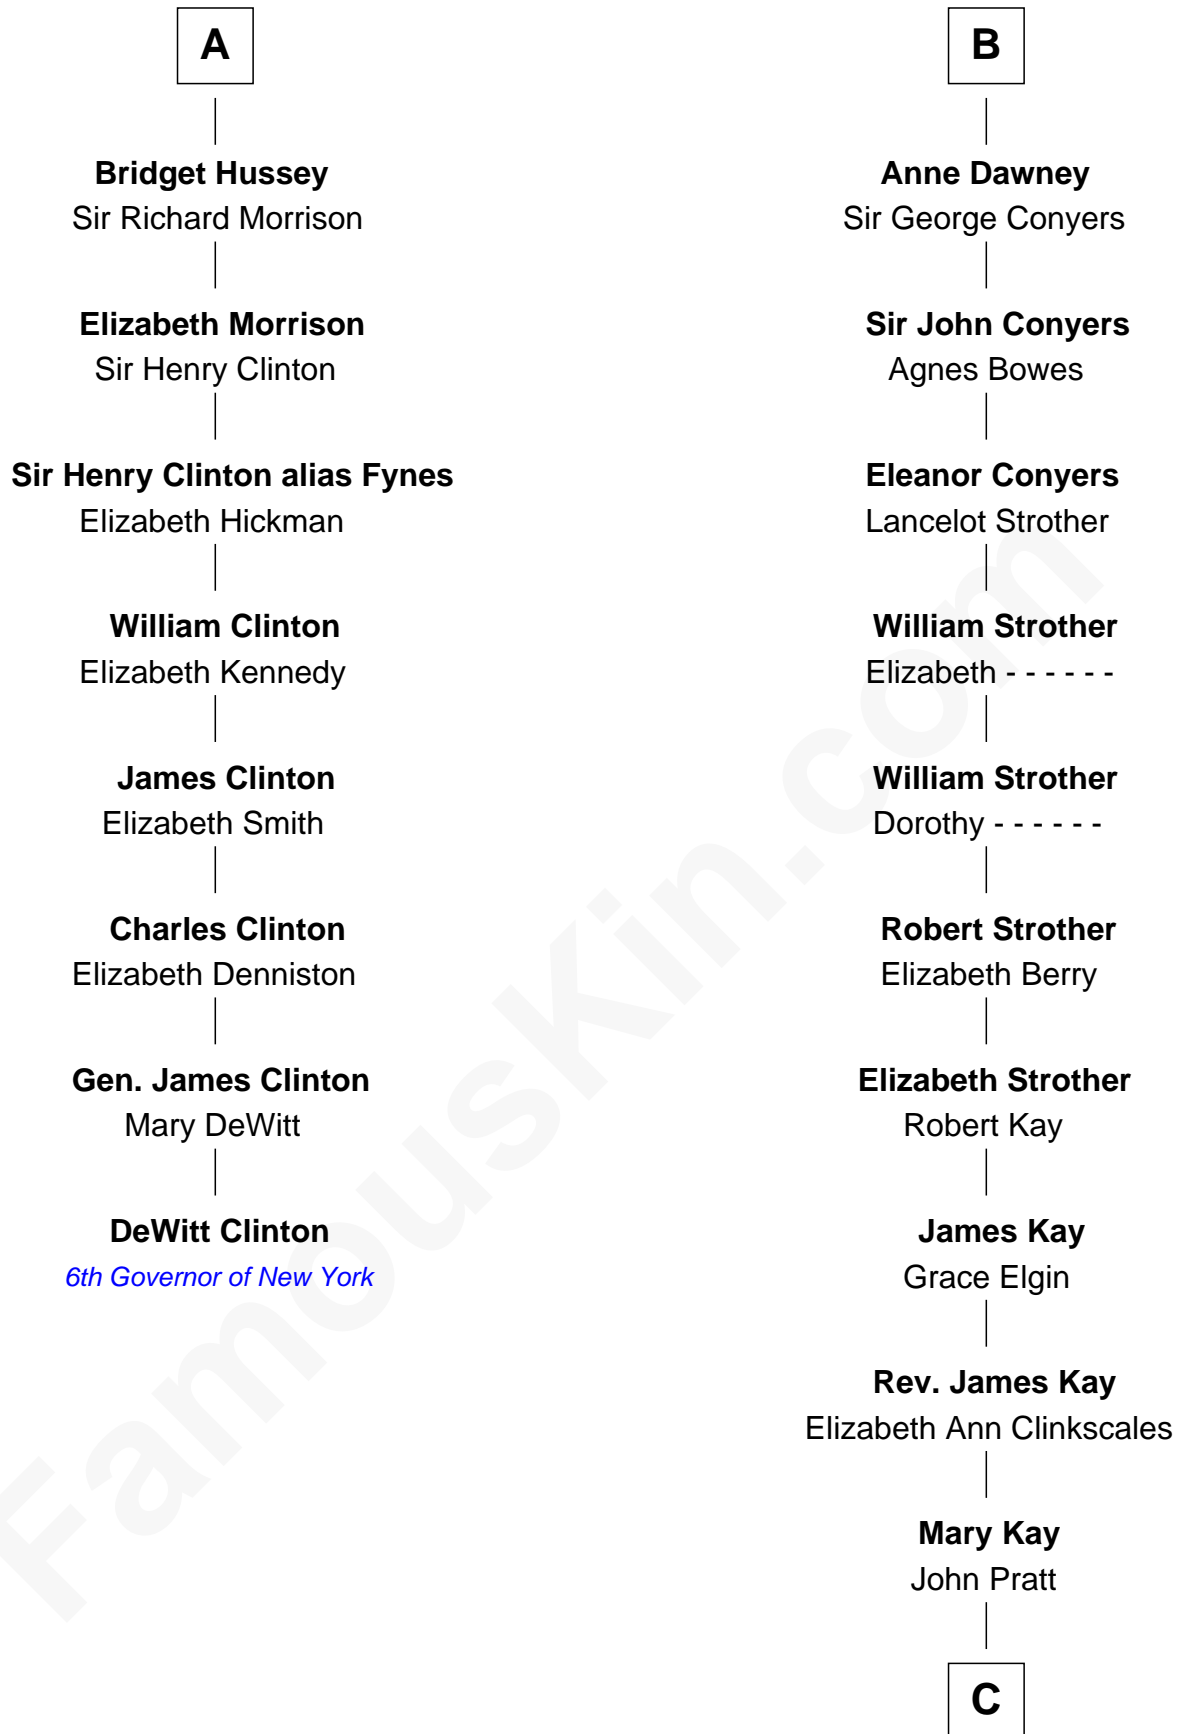 A
Bridget Hussey
Sir Richard Morrison
Elizabeth Morrison
Sir Henry Clinton
Sir Henry Clinton alias Fynes
Elizabeth Hickman
William Clinton
Elizabeth Kennedy
James Clinton
Elizabeth Smith
Charles Clinton
Elizabeth Denniston
Gen. James Clinton
Mary DeWitt
DeWitt Clinton
6th Governor of New York
B
Anne Dawney
Sir George Conyers
Sir John Conyers
Agnes Bowes
Eleanor Conyers
Lancelot Strother
William Strother
Elizabeth - - - - - -
William Strother
Dorothy - - - - - -
Robert Strother
Elizabeth Berry
Elizabeth Strother
Robert Kay
James Kay
Grace Elgin
Rev. James Kay
Elizabeth Ann Clinkscales
Mary Kay
John Pratt
C
FamousKin.com